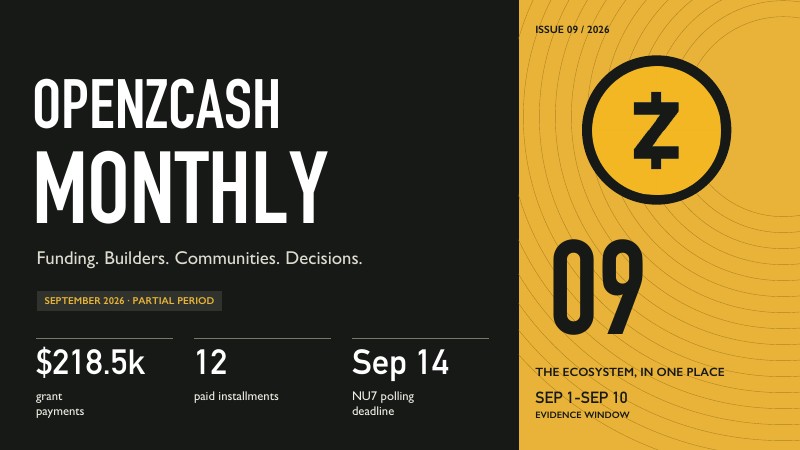 OPENZCASH
MONTHLY
Funding. Builders. Communities. Decisions.
SEPTEMBER 2026 · PARTIAL PERIOD
$218.5k
grant
payments
12
paid installments
Sep 14
NU7 polling
deadline
ISSUE 09 / 2026
09
THE ECOSYSTEM, IN ONE PLACE
SEP 1-SEP 10
EVIDENCE WINDOW